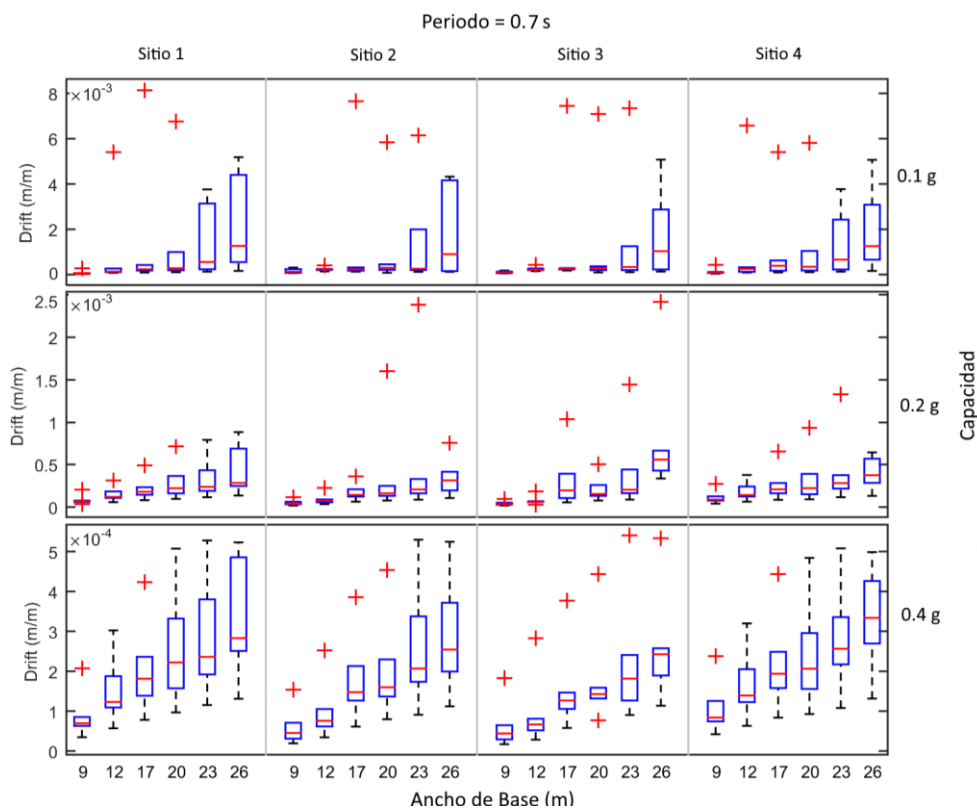 Periodo = 0.7 s
Sitio 1 Sitio 2 Sitio 3 Sitio 4
×10⁻³
8
6
4
2
0
Drift (m/m)
0.1 g
×10⁻³
2.5
2
1.5
1
0.5
0
Drift (m/m)
0.2 g
Capacidad
×10⁻⁴
5
4
3
2
1
0
Drift (m/m)
0.4 g
9 12 17 20 23 26 9 12 17 20 23 26 9 12 17 20 23 26 9 12 17 20 23 26
Ancho de Base (m)